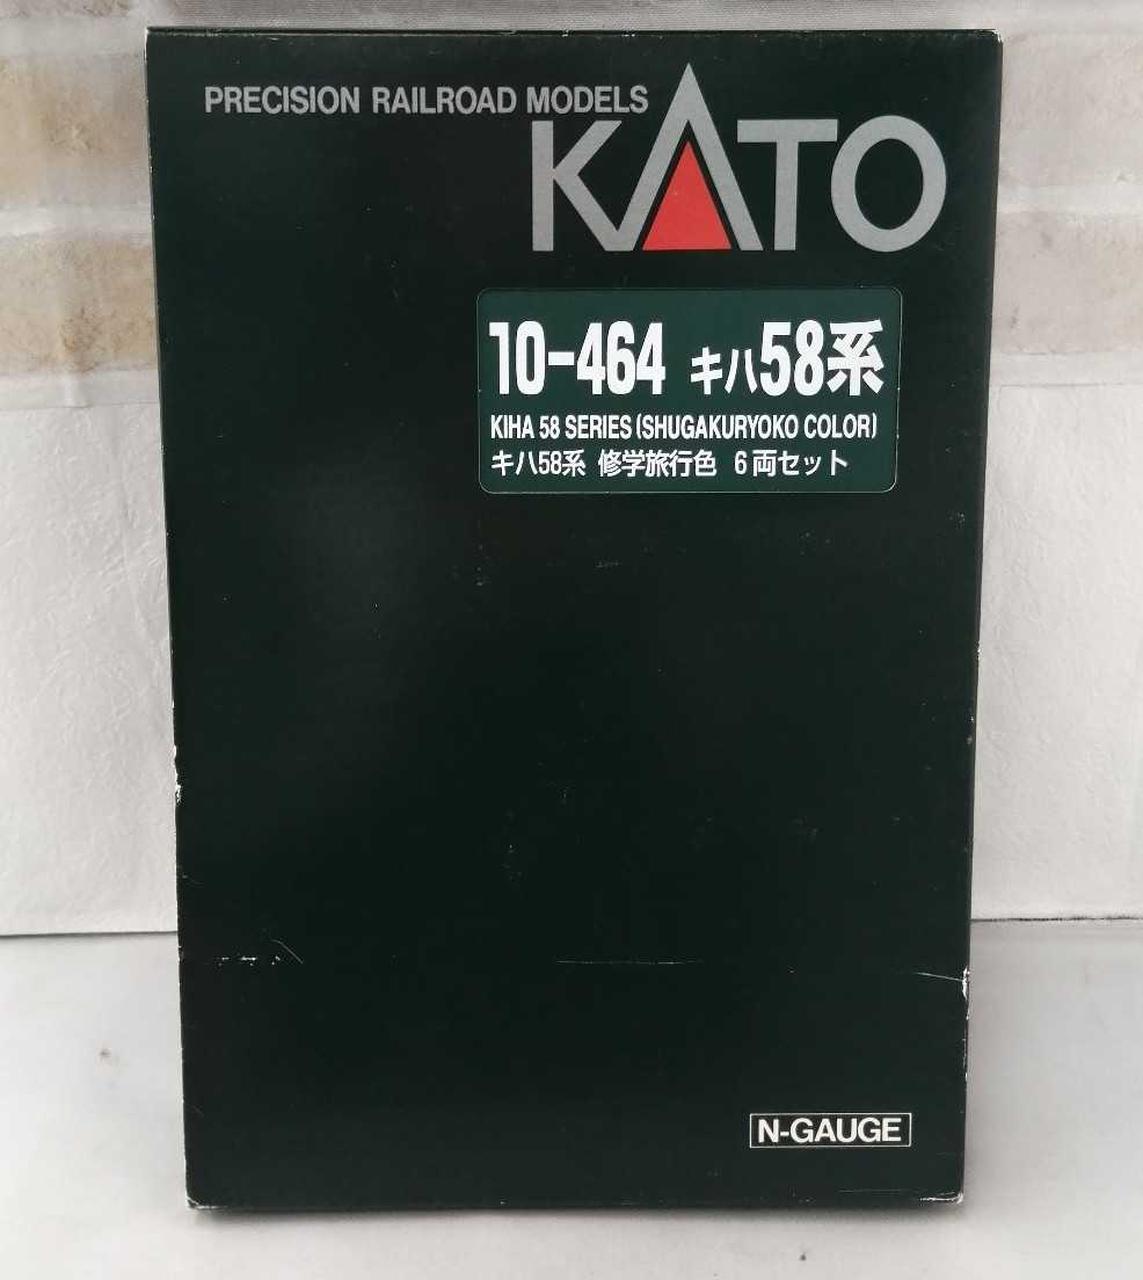 PRECISION RAILROAD MODELS
KATO
10-464 キハ58系
KIHA 58 SERIES (SHUGAKURYOKO COLOR)
キハ58系 修学旅行色 6両セット
N-GAUGE